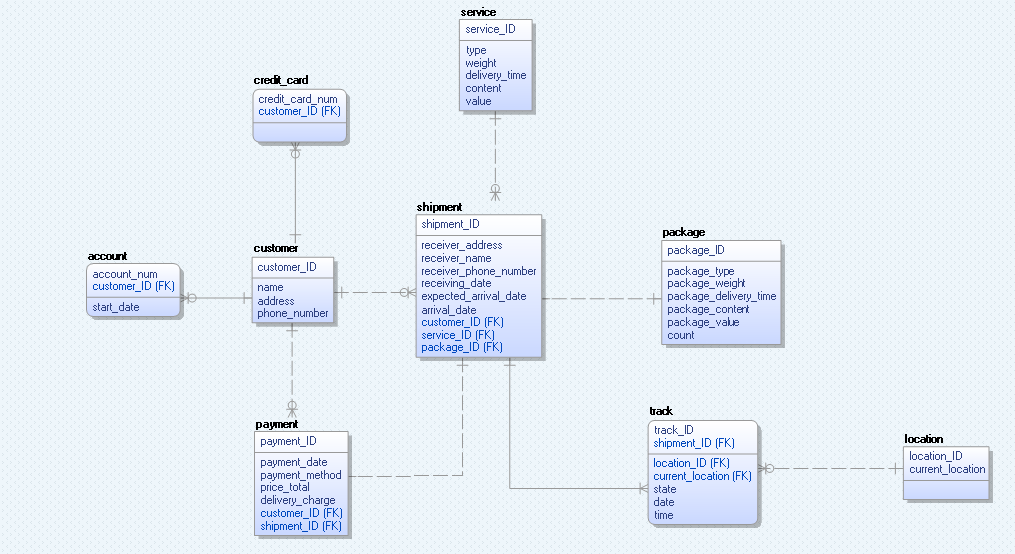 service
service_ID
type
weight
delivery_time
content
value
credit_card
credit_card_num
customer_ID (FK)
shipment
shipment_ID
receiver_address
receiver_name
receiver_phone_number
receiving_date
expected_arrival_date
arrival_date
customer_ID (FK)
service_ID (FK)
package_ID (FK)
package
package_ID
package_type
package_weight
package_delivery_time
package_content
package_value
count
account
account_num
customer_ID (FK)
start_date
customer
customer_ID
name
address
phone_number
payment
payment_ID
payment_date
payment_method
price_total
delivery_charge
customer_ID (FK)
shipment_ID (FK)
track
track_ID
shipment_ID (FK)
location_ID (FK)
current_location (FK)
state
date
time
location
location_ID
current_location